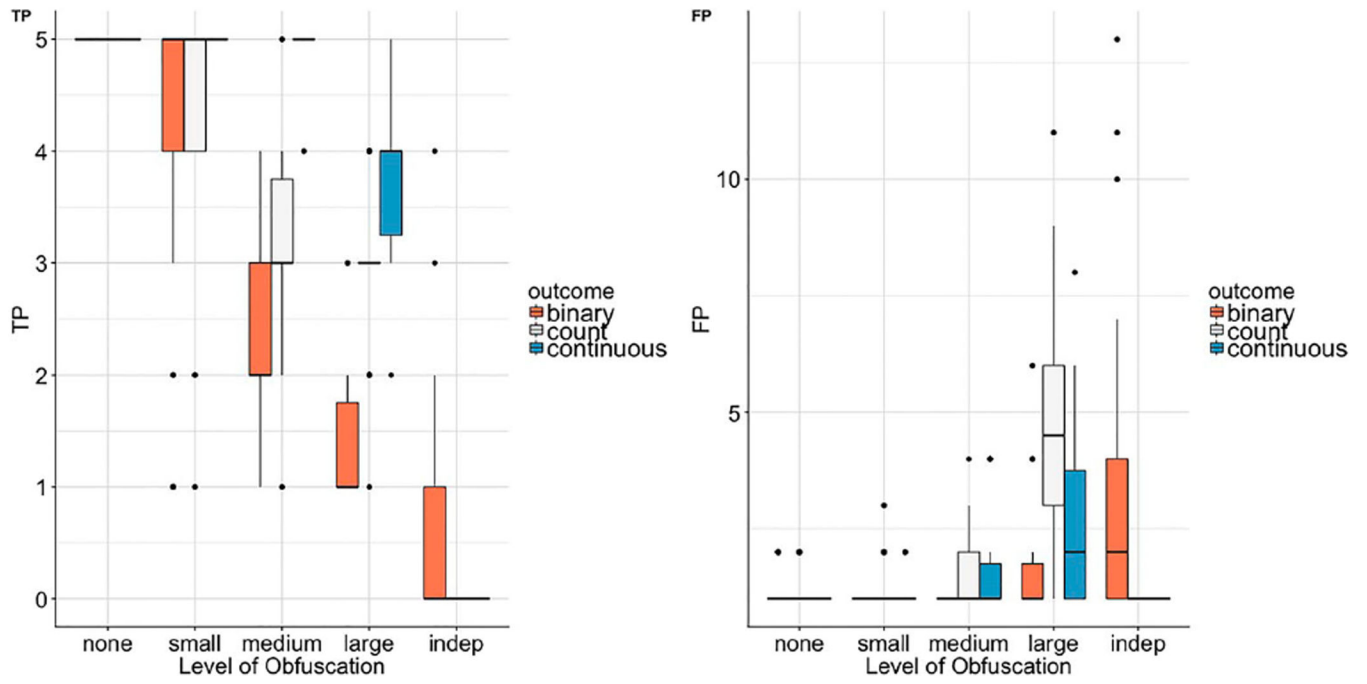 TP
5
4
3
2
1
0
TP
none small medium large indep
Level of Obfuscation
outcome
binary
count
continuous
FP
10
5
FP
none small medium large indep
Level of Obfuscation
outcome
binary
count
continuous